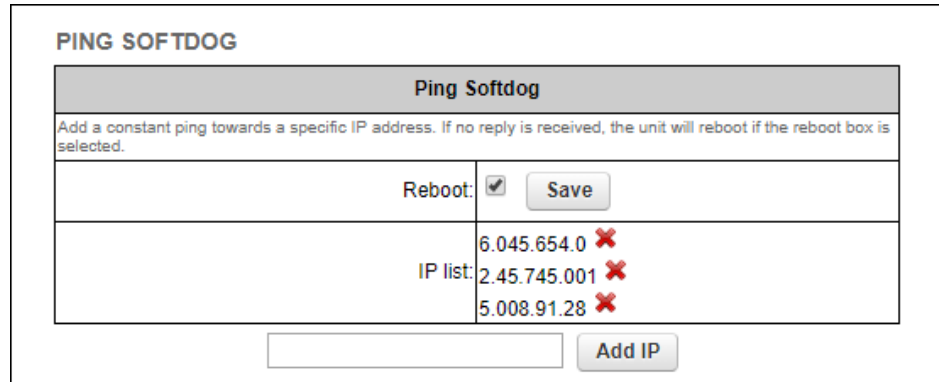 PING SOFTDOG
Ping Softdog
Add a constant ping towards a specific IP address. If no reply is received, the unit will reboot if the reboot box is
selected.
Reboot: Save
IP list:
6.045.654.0
2.45.745.001
5.008.91.28
Add IP